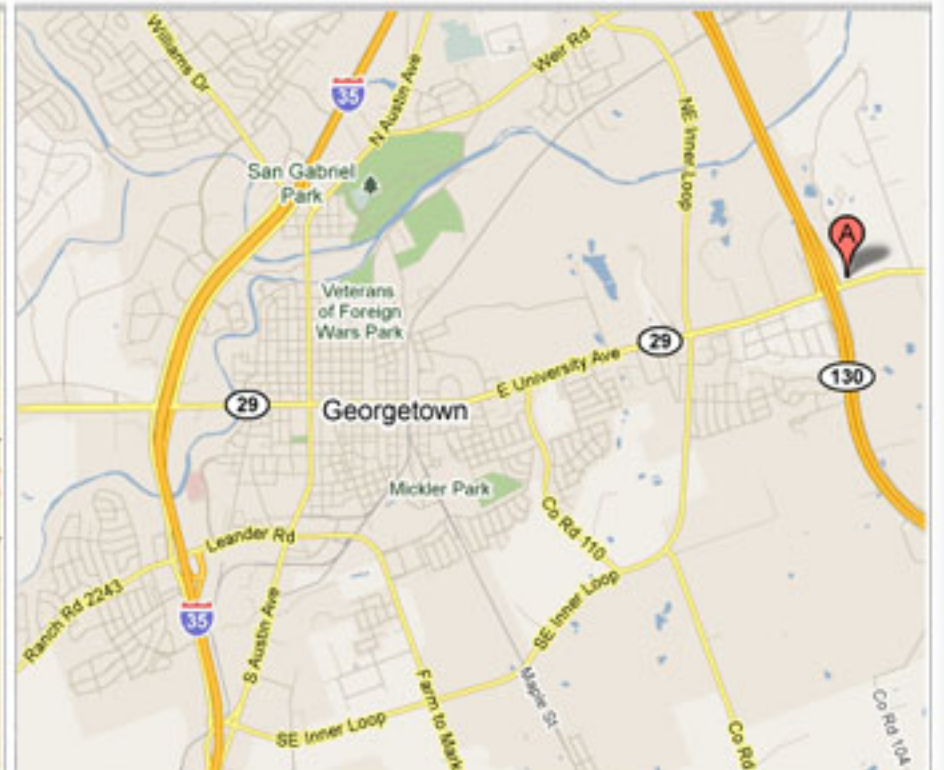 Williams Dr
35
N Austin Ave
Weir Rd
NE Inner Loop
San Gabriel
Park
A
Veterans
of Foreign
Wars Park
29
E University Ave
130
29
Georgetown
Mickler Park
Co Rd 110
Leander Rd
Ranch Rd 2243
35
S Austin Ave
SE Inner Loop
SE Inner Loop
Farm to Mark
Maple St
Co Rd
Co Rd 104